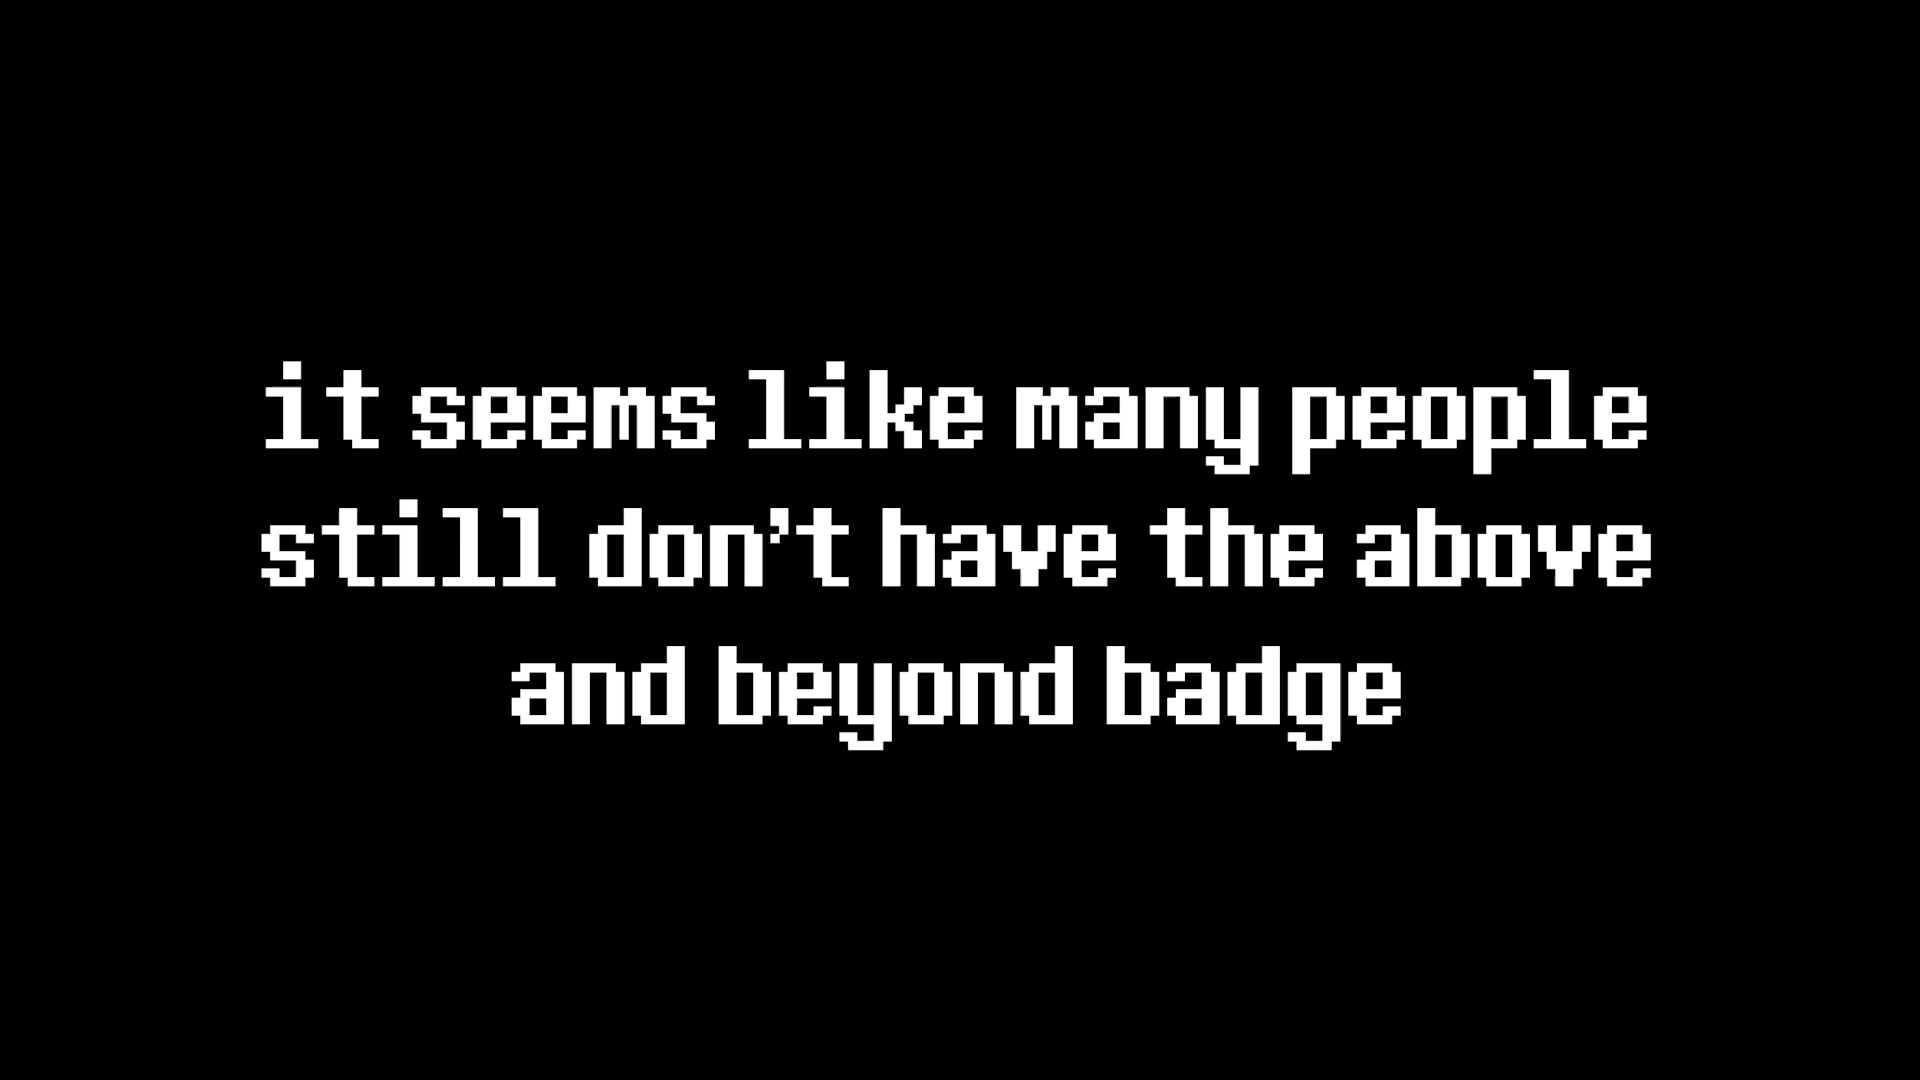 it seems like many people
still don't have the above
and beyond badge